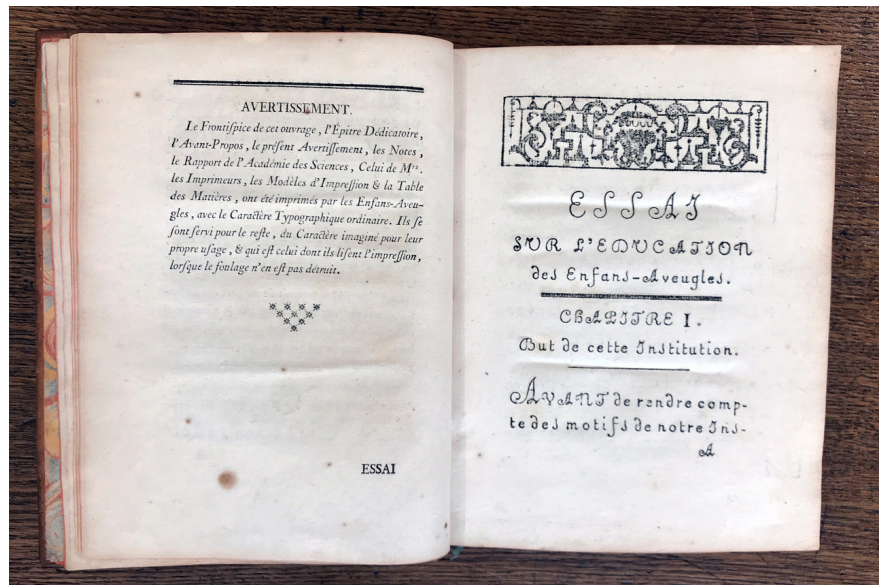 AVERTISSEMENT.
Le Frontiſpice de cet ouvrage, l'Épitre Dédicatoire,
l'Avant-Propos, le préſent Avertiſſement, les Notes,
le Rapport de l'Académie des Sciences, Celui de Mrs.
les Imprimeurs, les Modèles d'Impreſſion & la Table
des Matières, ont été imprimés par les Enfans-Aveu-
gles, avec le Caractère Typographique ordinaire. Ils ſe
ſont ſervi pour le reſte, du Caractère imaginé pour leur
propre uſage, & qui eſt celui dont ils liſent l'impreſſion,
lorſque le foulage n'en eſt pas détruit.
ESSAI
ESSAI
SUR L'EDUCATION
des Enfans-Aveugles.
CHAPITRE I.
But de cette Institution.
AVANT de rendre comp-
te des motifs de notre Ins-
A